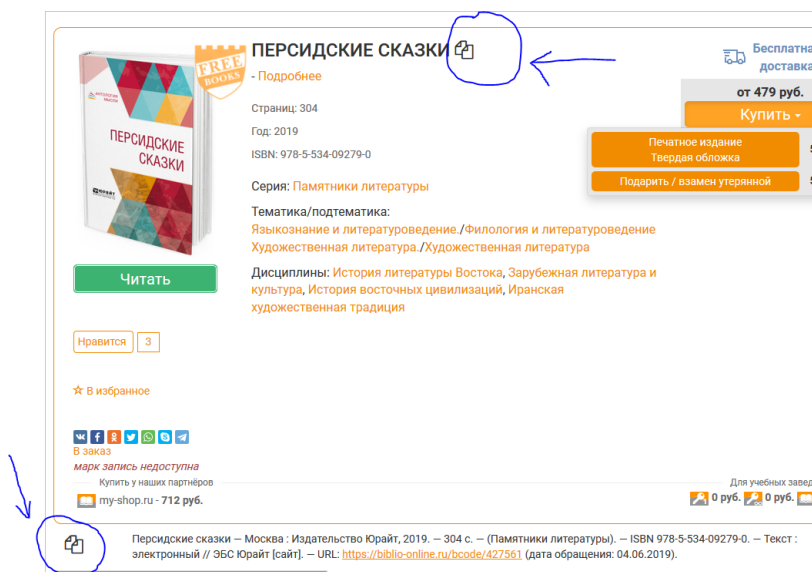 ПЕРСИДСКИЕ СКАЗКИ
FREE
BOOKS
- Подробнее
Страниц: 304
Год: 2019
ISBN: 978-5-534-09279-0
Серия: Памятники литературы
Тематика/подтематика:
Языкознание и литературоведение./Филология и литературоведение
Художественная литература./Художественная литература
Дисциплины: История литературы Востока, Зарубежная литература и
культура, История восточных цивилизаций, Иранская
художественная традиция
Бесплатна
доставка
от 479 руб.
Купить
Печатное издание
Твердая обложка
Подарить / взамен утерянной
ПЕРСИДСКИЕ
СКАЗКИ
Читать
Нравится 3
В избранное
В заказ
марк запись недоступна
Купить у наших партнёров
my-shop.ru - 712 руб.
Для учебных завед
0 руб. 0 руб.
Персидские сказки — Москва : Издательство Юрайт, 2019. — 304 с. — (Памятники литературы). — ISBN 978-5-534-09279-0. — Текст :
электронный // ЭБС Юрайт [сайт]. — URL: https://biblio-online.ru/bcode/427561 (дата обращения: 04.06.2019).